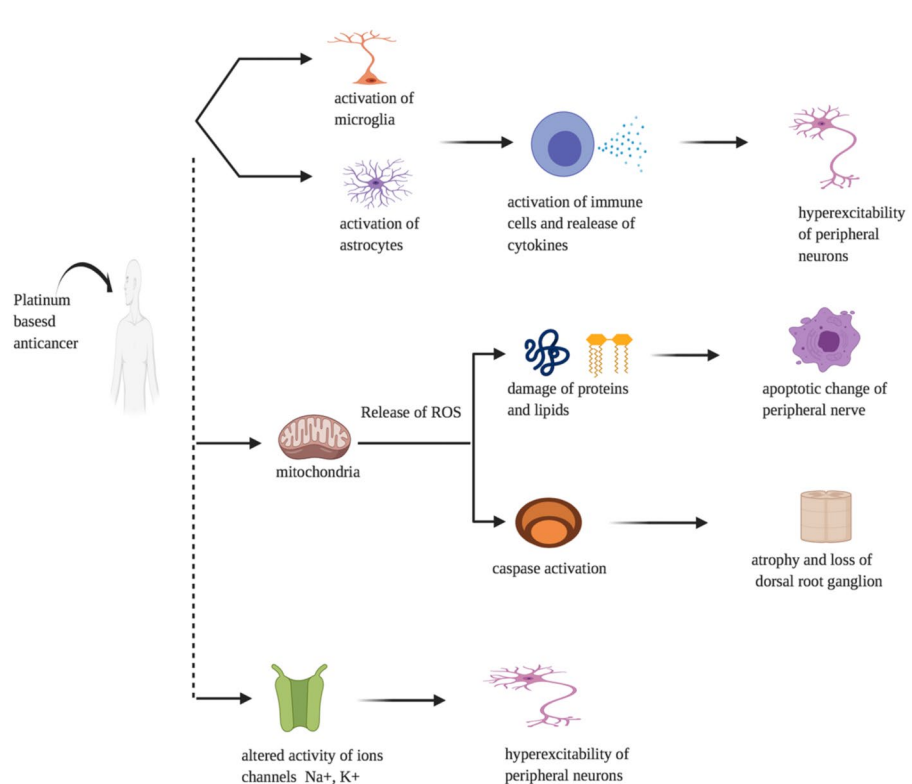 activation of
microglia
activation of
astrocytes
activation of immune
cells and realease of
cytokines
hyperexcitability
of peripheral
neurons
Platinum
basesd
anticancer
Release of ROS
mitochondria
damage of proteins
and lipids
apoptotic change of
peripheral nerve
caspase activation
atrophy and loss of
dorsal root ganglion
altered activity of ions
channels Na+, K+
hyperexcitability of
peripheral neurons